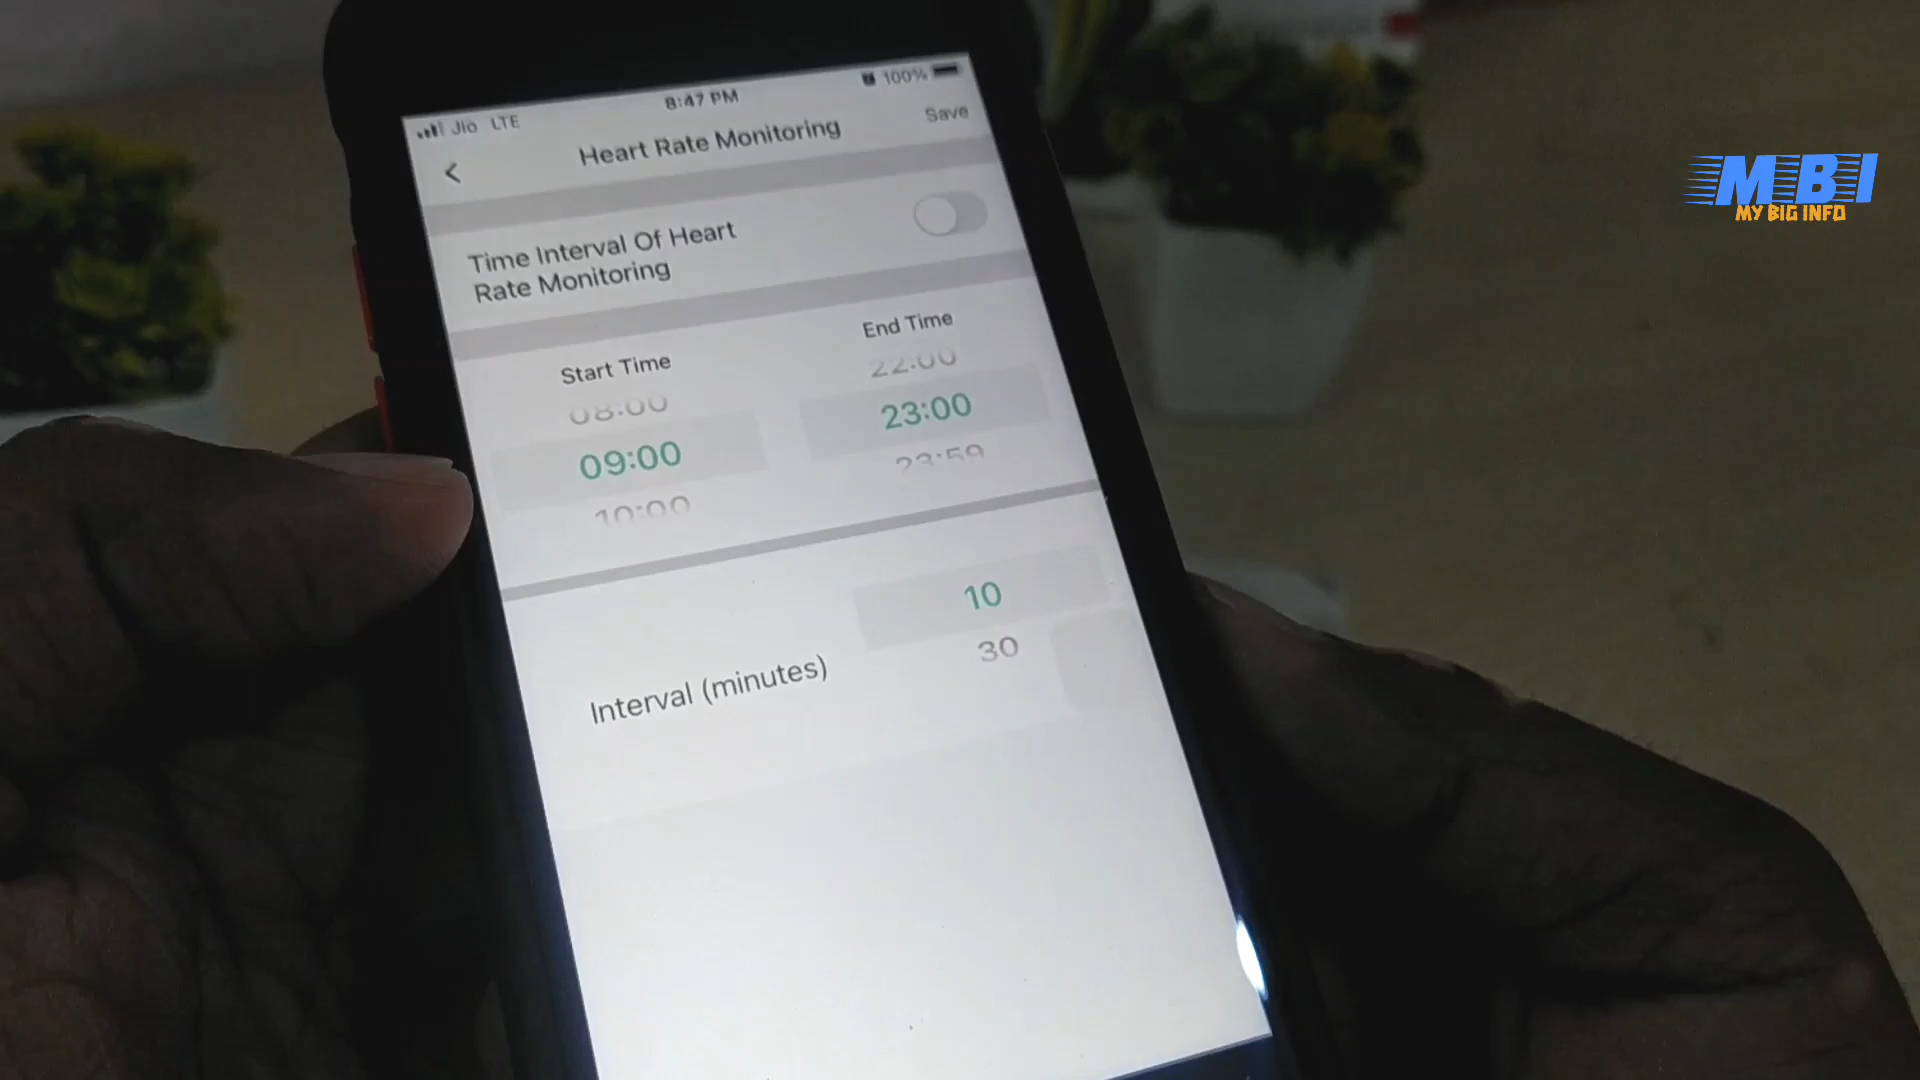 Jio LTE
8:47 PM
100%
<
Heart Rate Monitoring
Save
Time Interval Of Heart
Rate Monitoring
Start Time
End Time
08:00
22:00
09:00
23:00
10:00
23:59
Interval (minutes)
10
30
MBI
MY BIG INFO